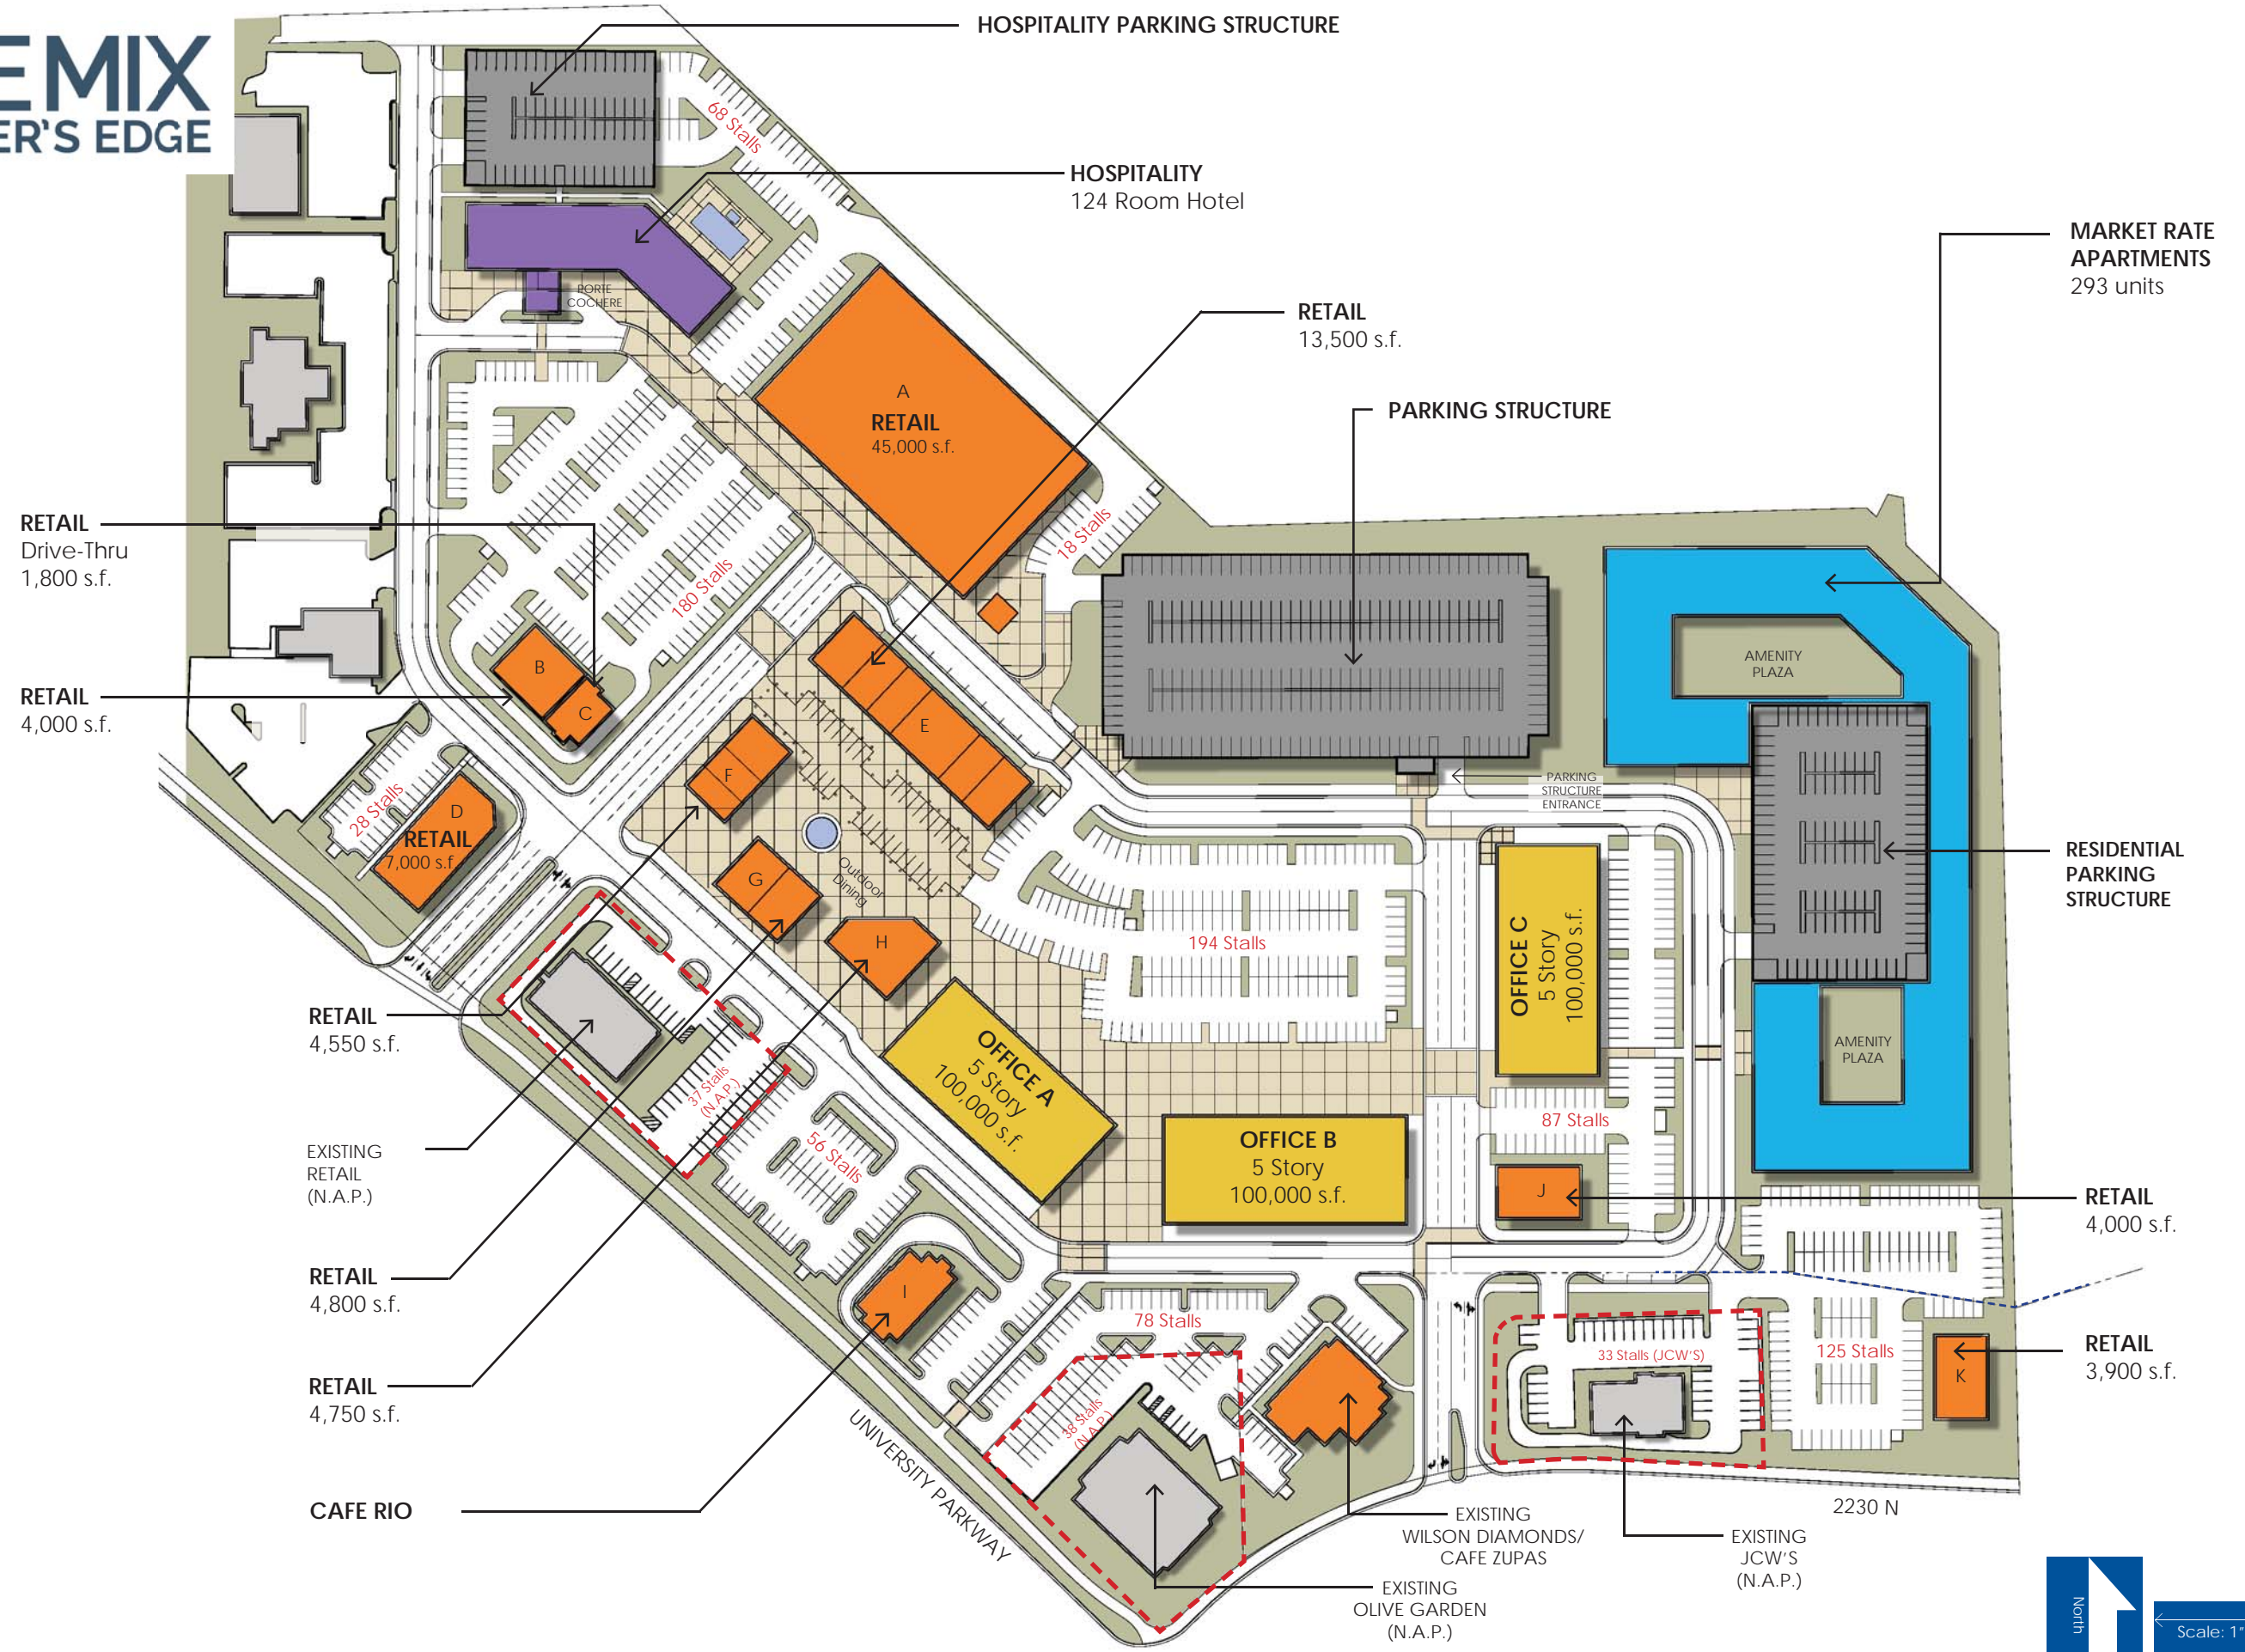 E MIX
ER'S EDGE
HOSPITALITY PARKING STRUCTURE
68 Stalls
HOSPITALITY
124 Room Hotel
MARKET RATE
APARTMENTS
293 units
PORTE
COCHERE
RETAIL
13,500 s.f.
A
RETAIL
45,000 s.f.
PARKING STRUCTURE
RETAIL
Drive-Thru
1,800 s.f.
18 Stalls
180 Stalls
AMENITY
PLAZA
B
C
RETAIL
4,000 s.f.
E
F
PARKING
STRUCTURE
ENTRANCE
28 Stalls
D
RETAIL
7,000 s.f.
RESIDENTIAL
PARKING
STRUCTURE
G
Outdoor
Dining
H
194 Stalls
OFFICE C
5 Story
100,000 s.f.
RETAIL
4,550 s.f.
OFFICE A
5 Story
100,000 s.f.
AMENITY
PLAZA
37 Stalls
(N.A.P.)
EXISTING
RETAIL
(N.A.P.)
56 Stalls
OFFICE B
5 Story
100,000 s.f.
87 Stalls
J
RETAIL
4,000 s.f.
RETAIL
4,800 s.f.
I
78 Stalls
33 Stalls (JCW'S)
125 Stalls
K
RETAIL
3,900 s.f.
RETAIL
4,750 s.f.
38 Stalls
(N.A.P.)
UNIVERSITY PARKWAY
CAFE RIO
2230 N
EXISTING
WILSON DIAMONDS/
CAFE ZUPAS
EXISTING
JCW'S
(N.A.P.)
EXISTING
OLIVE GARDEN
(N.A.P.)
North
Scale: 1"